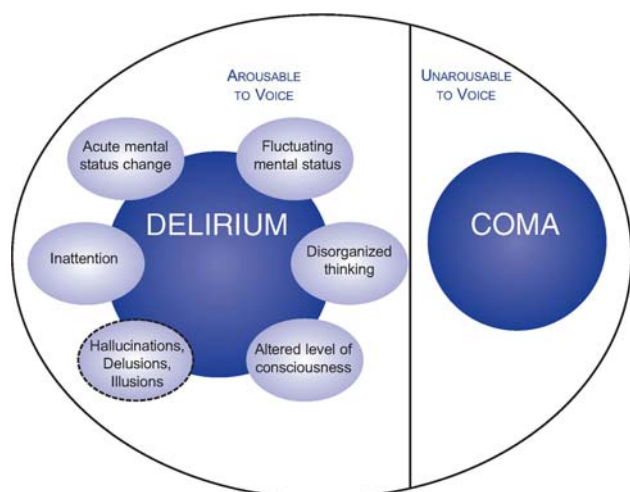 AROUSABLE
TO VOICE
UNAROUSABLE
TO VOICE
Acute mental
status change
Fluctuating
mental status
DELIRIUM
COMA
Inattention
Disorganized
thinking
Hallucinations,
Delusions,
Illusions
Altered level of
consciousness